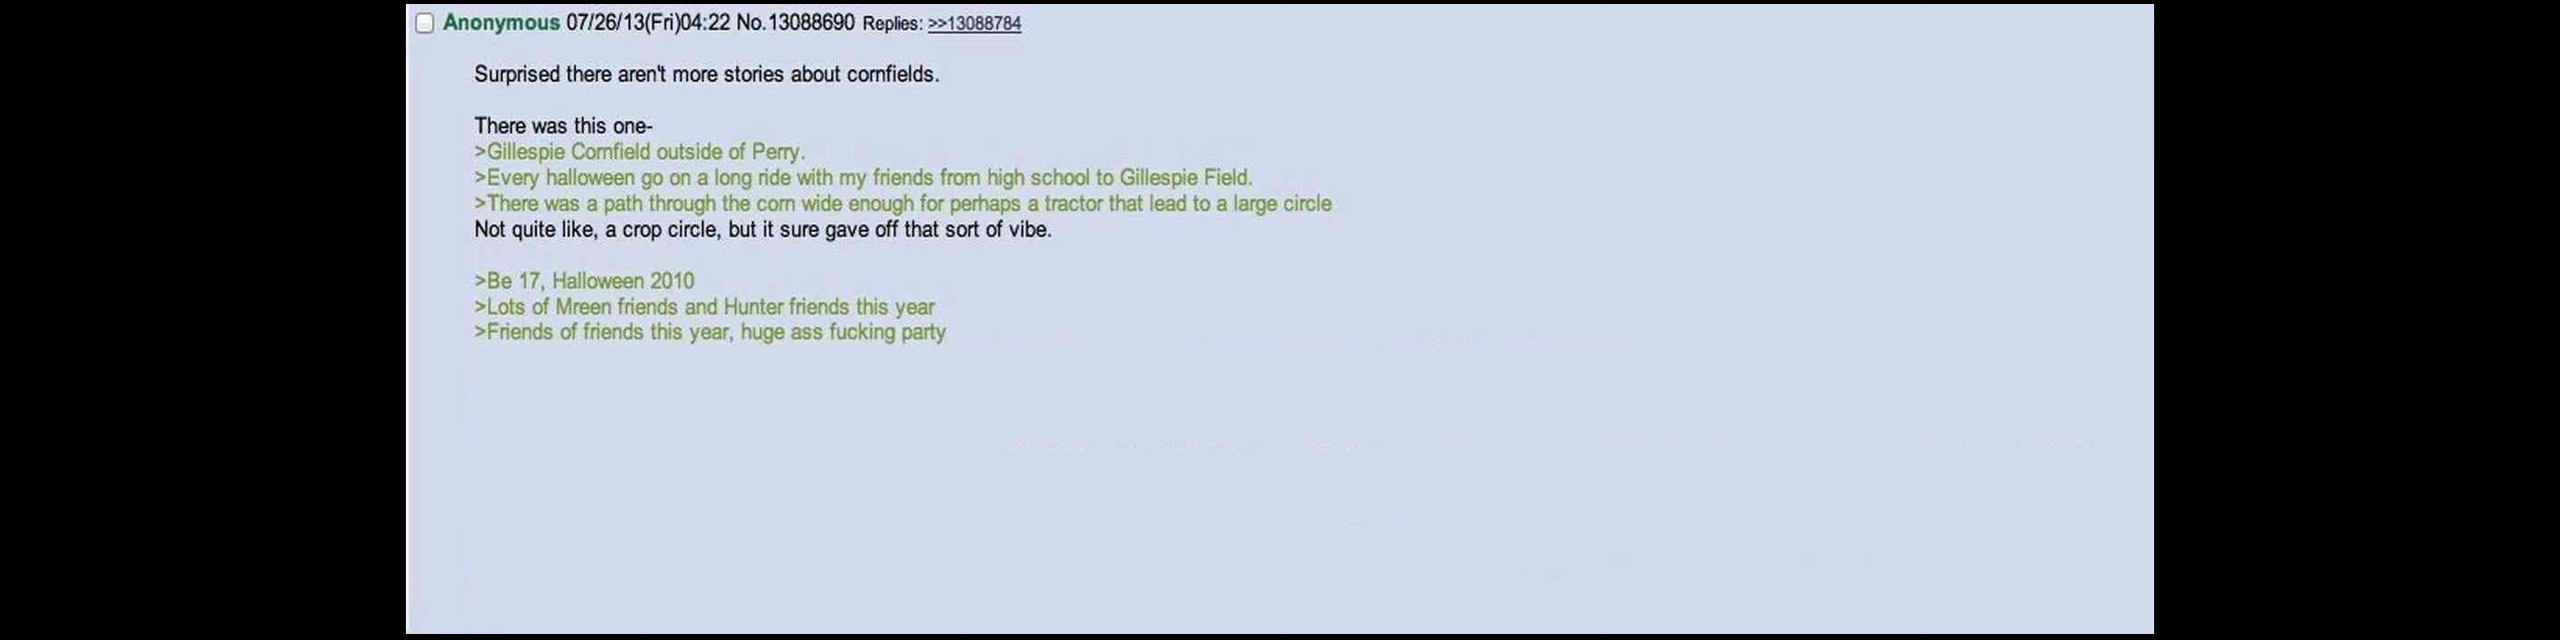 Anonymous 07/26/13(Fri)04:22 No.13088690 Replies: >>13088784
Surprised there aren't more stories about cornfields.
There was this one-
>Gillespie Cornfield outside of Perry.
>Every halloween go on a long ride with my friends from high school to Gillespie Field.
>There was a path through the corn wide enough for perhaps a tractor that lead to a large circle
Not quite like, a crop circle, but it sure gave off that sort of vibe.
>Be 17, Halloween 2010
>Lots of Mreen friends and Hunter friends this year
>Friends of friends this year, huge ass fucking party